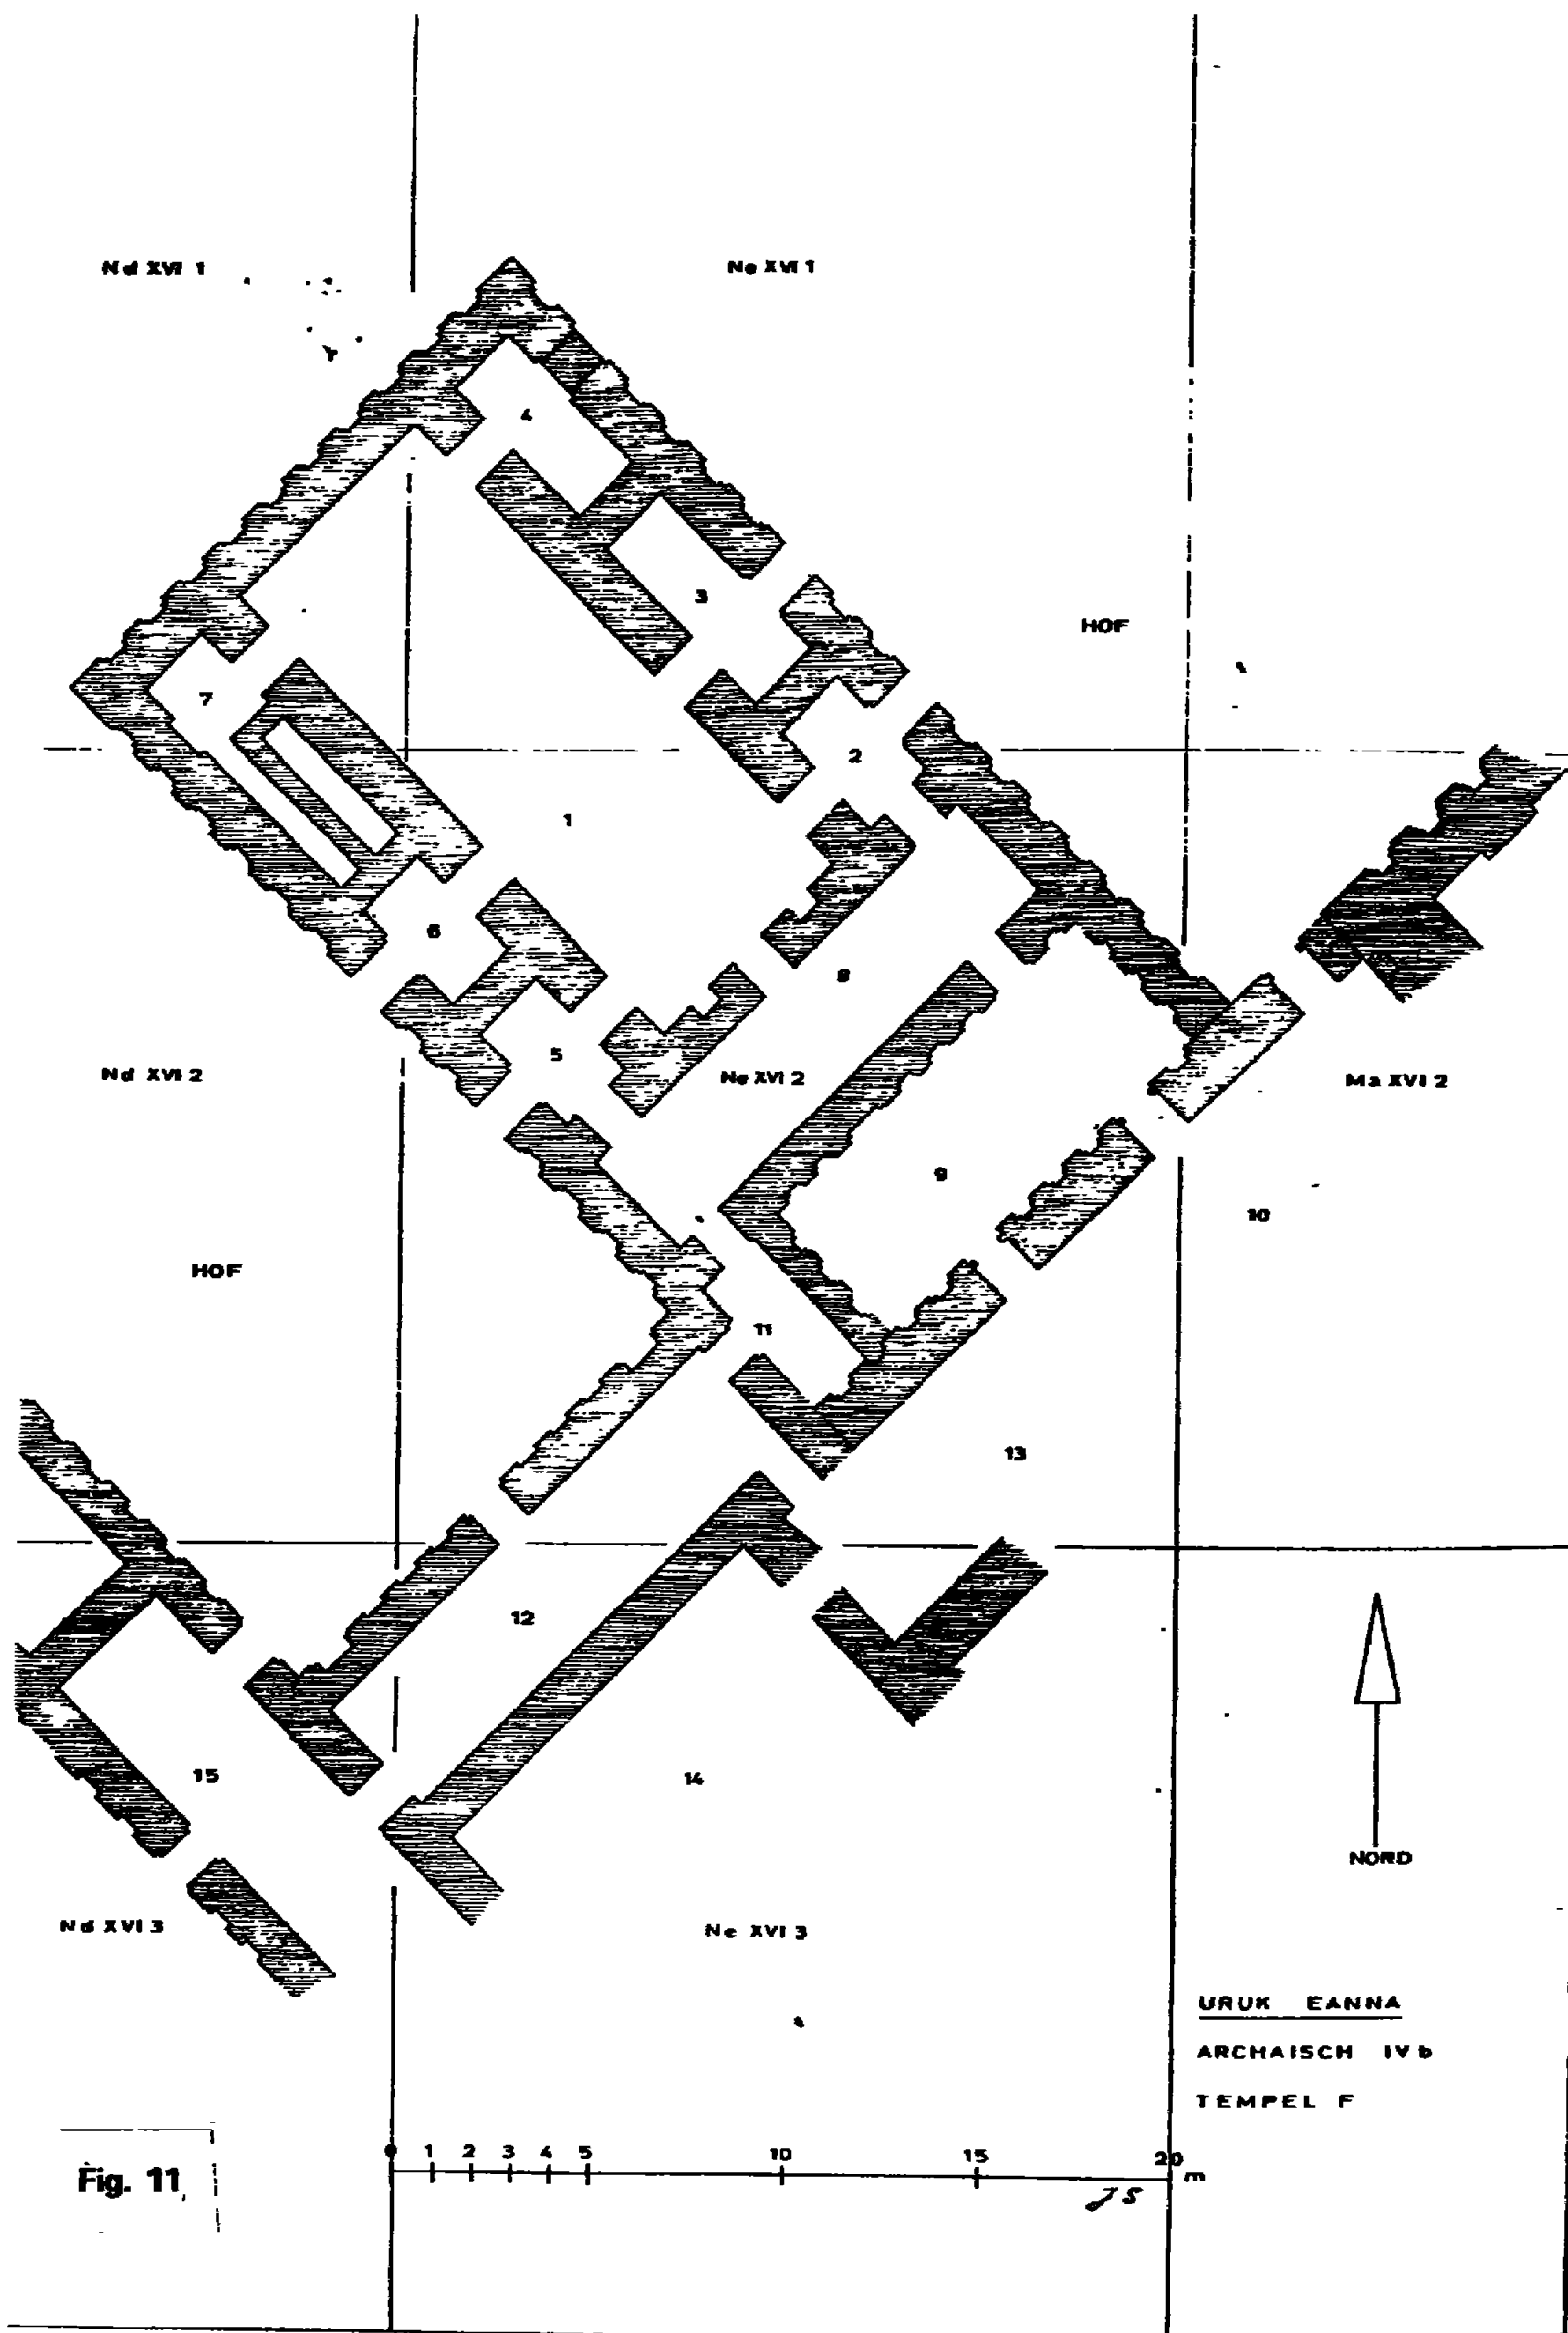 Nd XVI 1
Ne XVI 1
4
3
HOF
7
2
1
6
8
5
Nd XVI 2
Ne XVI 2
Ma XVI 2
9
10
HOF
11
13
12
15
14
NORD
Nd XVI 3
Ne XVI 3
URUK EANNA
ARCHAISCH IVb
TEMPEL F
0 1 2 3 4 5 10 15 20 m
JS
Fig. 11